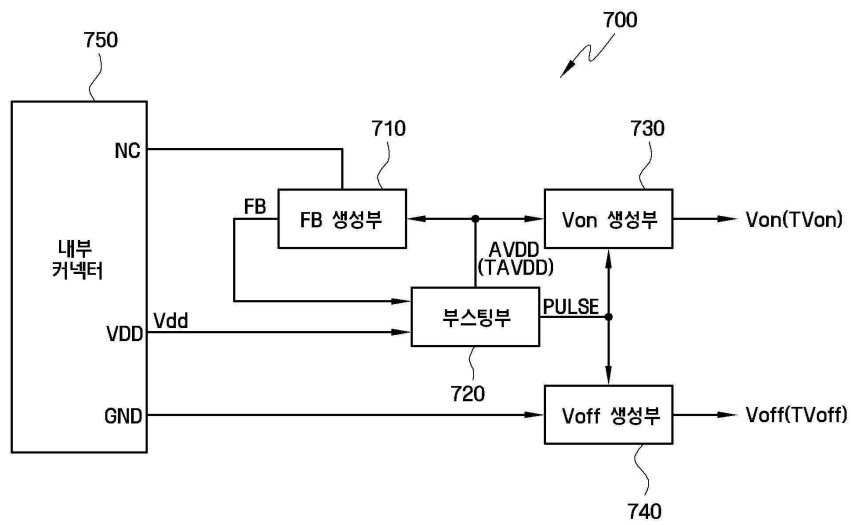 700
750
710
730
NC
FB
FB 생성부
Von 생성부
Von(TVon)
내부
커넥터
AVDD
(TAVDD)
부스팅부
PULSE
VDD
Vdd
720
GND
Voff 생성부
Voff(TVoff)
740